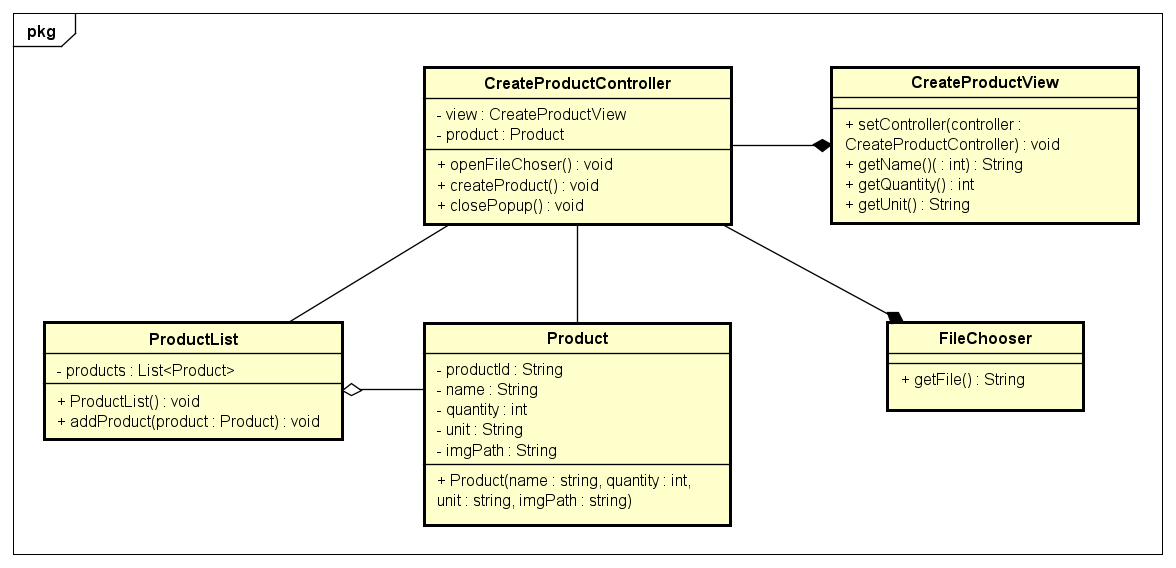 pkg
CreateProductController
- view : CreateProductView
- product : Product
+ openFileChoser() : void
+ createProduct() : void
+ closePopup() : void
CreateProductView
+ setController(controller :
CreateProductController) : void
+ getName()( : int) : String
+ getQuantity() : int
+ getUnit() : String
ProductList
- products : List<Product>
+ ProductList() : void
+ addProduct(product : Product) : void
Product
- productId : String
- name : String
- quantity : int
- unit : String
- imgPath : String
+ Product(name : string, quantity : int,
unit : string, imgPath : string)
FileChooser
+ getFile() : String